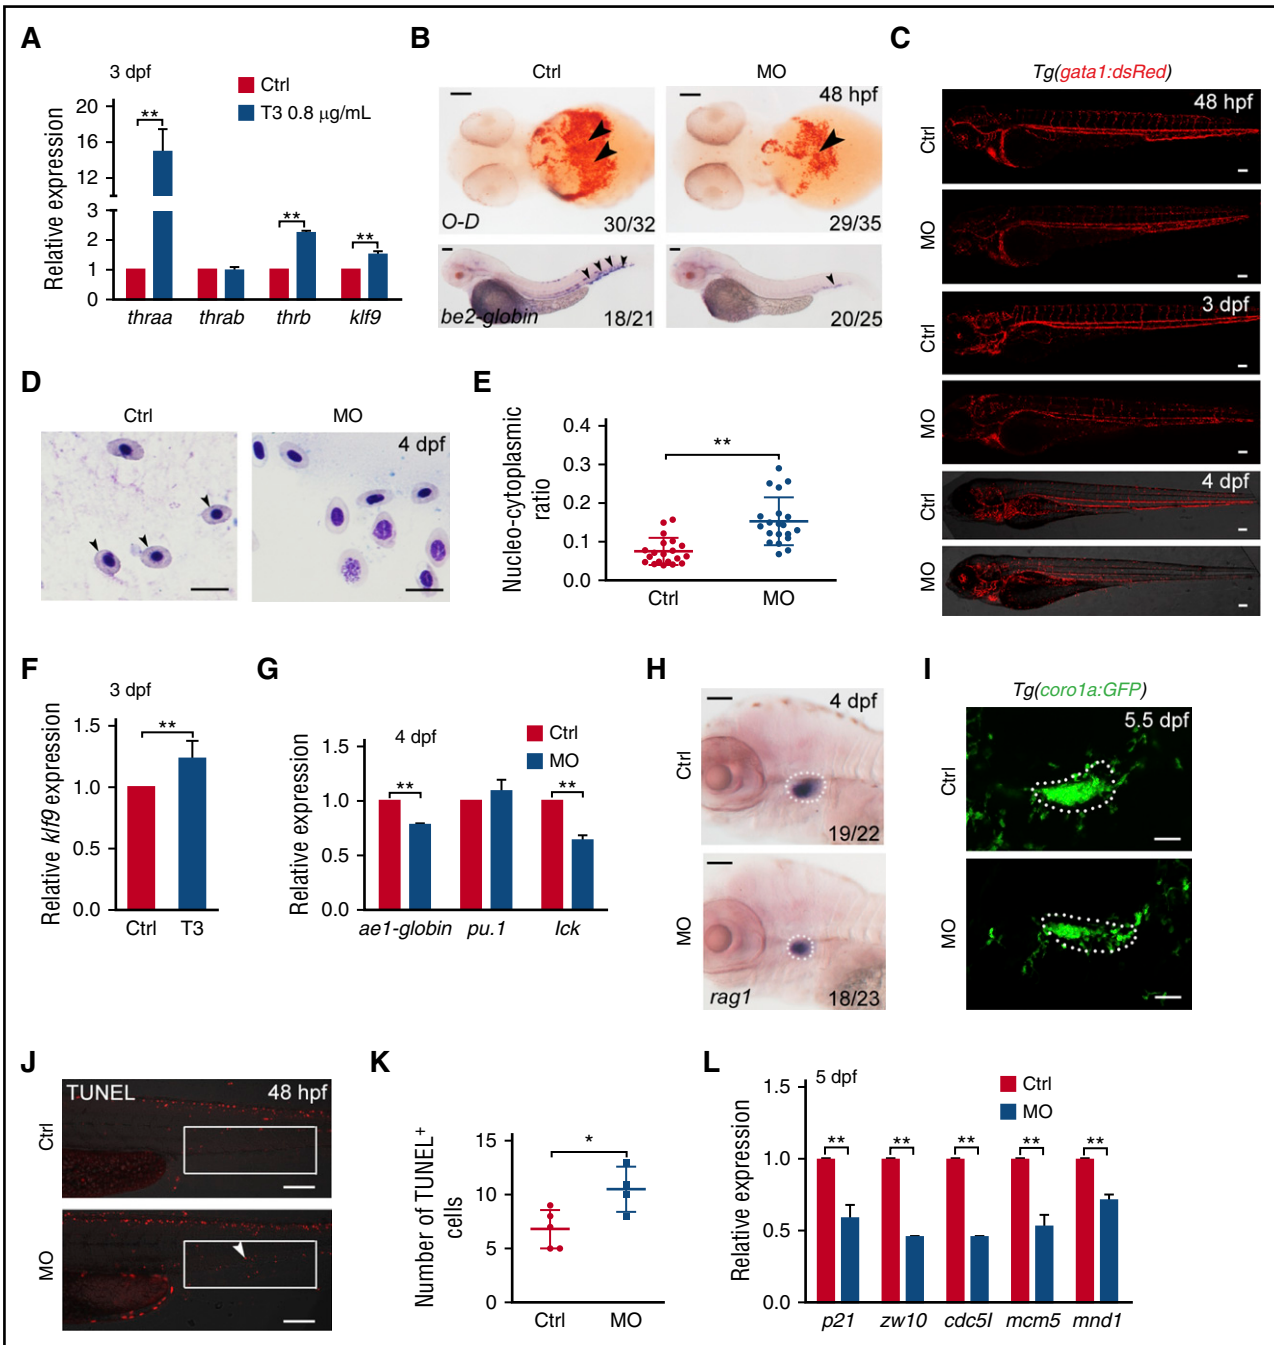 A
3 dpf
Ctrl
T3 0.8 μg/mL
Relative expression
20
16
12
3
2
1
0
**
**
**
thraa thrab thrb klf9
B
Ctrl MO
48 hpf
O-D
30/32
29/35
be2-globin
18/21
20/25
C
Tg(gata1:dsRed)
Ctrl
48 hpf
MO
Ctrl
3 dpf
MO
Ctrl
4 dpf
MO
D
Ctrl MO
4 dpf
E
Nucleo-cytoplasmic
ratio
0.4
0.3
0.2
0.1
0.0
**
Ctrl MO
F
3 dpf
Relative klf9 expression
1.5
1.0
0.5
0.0
**
Ctrl T3
G
4 dpf
Ctrl
MO
Relative expression
1.5
1.0
0.5
0.0
**
**
ae1-globin pu.1 lck
H
Ctrl
4 dpf
19/22
MO
rag1
18/23
I
Tg(coro1a:GFP)
Ctrl
5.5 dpf
MO
J
TUNEL
48 hpf
Ctrl
MO
K
Number of TUNEL+
cells
15
10
5
0
*
Ctrl MO
L
5 dpf
Ctrl
MO
Relative expression
1.5
1.0
0.5
0.0
** ** ** ** **
p21 zw10 cdc5l mcm5 mnd1